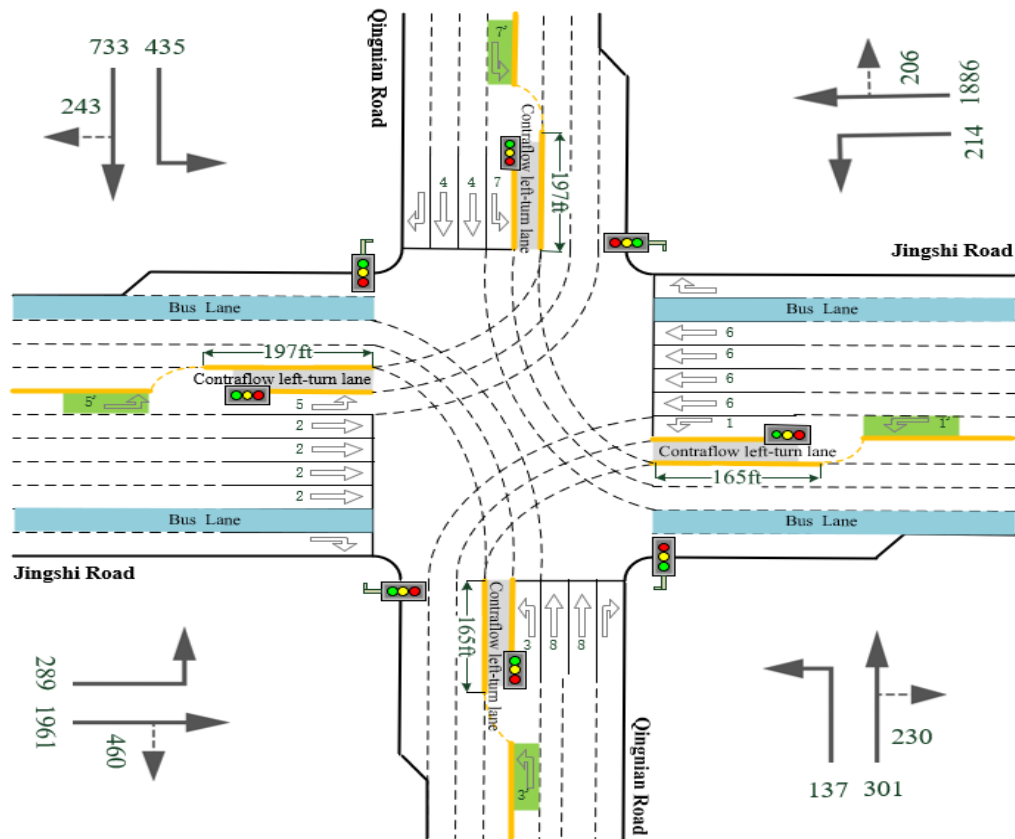 733 435
243
Qingnian Road
7'
Contraflow left-turn lane
197ft
4 4 7
206
1886
214
Jingshi Road
Bus Lane
197ft
Contraflow left-turn lane
5'
5
2
2
2
2
Bus Lane
Jingshi Road
Bus Lane
6
6
6
6
1
1'
Contraflow left-turn lane
165ft
Bus Lane
289
1961
460
165ft
Contraflow left-turn lane
3 8 8
3'
Qingnian Road
230
137 301